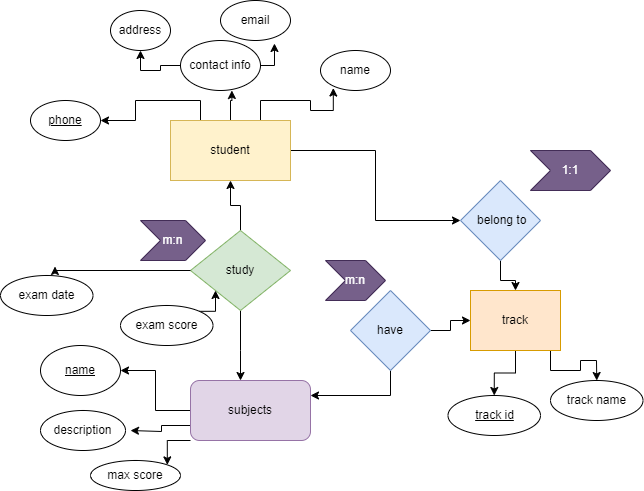 email
address
contact info
name
phone
student
1:1
belong to
m:n
study
m:n
exam date
track
exam score
have
name
track name
subjects
track id
description
max score